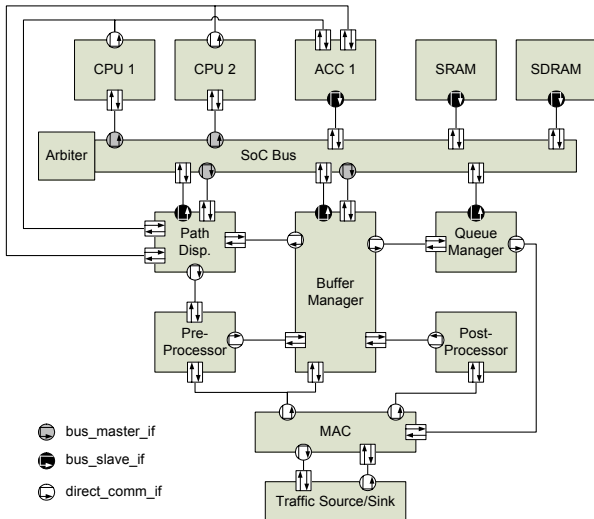 CPU 1
CPU 2
ACC 1
SRAM
SDRAM
Arbiter
SoC Bus
Path
Disp.
Buffer
Manager
Queue
Manager
Pre-
Processor
Post-
Processor
MAC
Traffic Source/Sink
bus_master_if
bus_slave_if
direct_comm_if